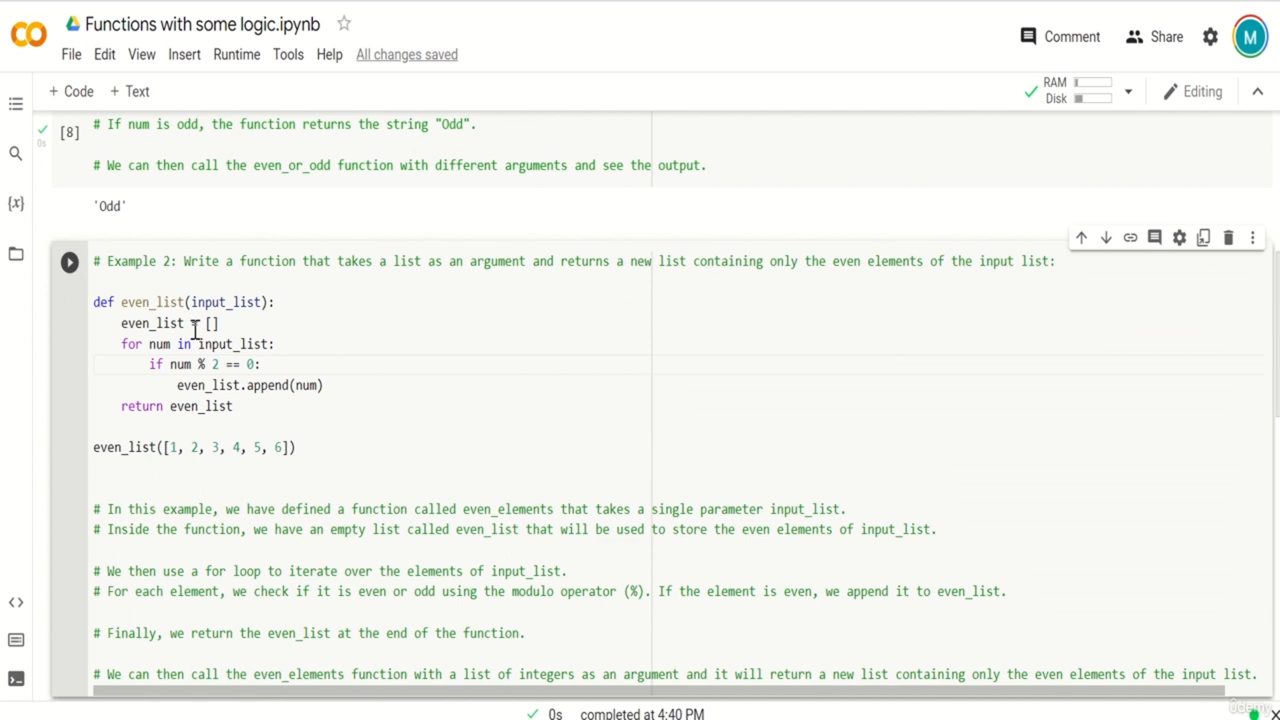 Functions with some logic.ipynb
Comment
Share
M
File Edit View Insert Runtime Tools Help All changes saved
+ Code + Text
RAM
Disk
Editing
[8]
0s
# If num is odd, the function returns the string "Odd".
# We can then call the even_or_odd function with different arguments and see the output.
{x}
'Odd'
# Example 2: Write a function that takes a list as an argument and returns a new list containing only the even elements of the input list:
def even_list(input_list):
even_list = []
for num in input_list:
if num % 2 == 0:
even_list.append(num)
return even_list
even_list([1, 2, 3, 4, 5, 6])
# In this example, we have defined a function called even_elements that takes a single parameter input_list.
# Inside the function, we have an empty list called even_list that will be used to store the even elements of input_list.
# We then use a for loop to iterate over the elements of input_list.
# For each element, we check if it is even or odd using the modulo operator (%). If the element is even, we append it to even_list.
# Finally, we return the even_list at the end of the function.
# We can then call the even_elements function with a list of integers as an argument and it will return a new list containing only the even elements of the input list.
0s completed at 4:40 PM
ûdemy